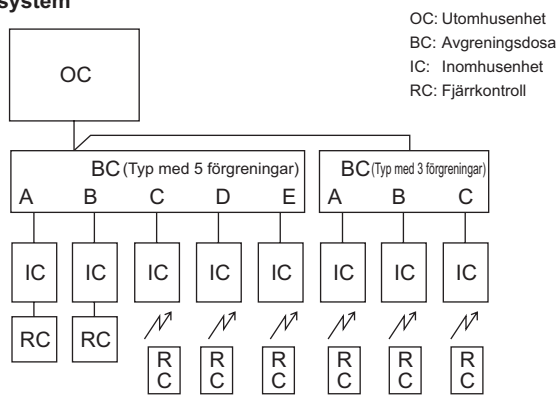 system
OC: Utomhusenhet
BC: Avgreningsdosa
IC: Inomhusenhet
RC: Fjärrkontroll
OC
BC (Typ med 5 förgreningar)
BC (Typ med 3 förgreningar)
A B C D E A B C
IC IC IC IC IC IC IC IC
RC RC
R R R R R R
C C C C C C